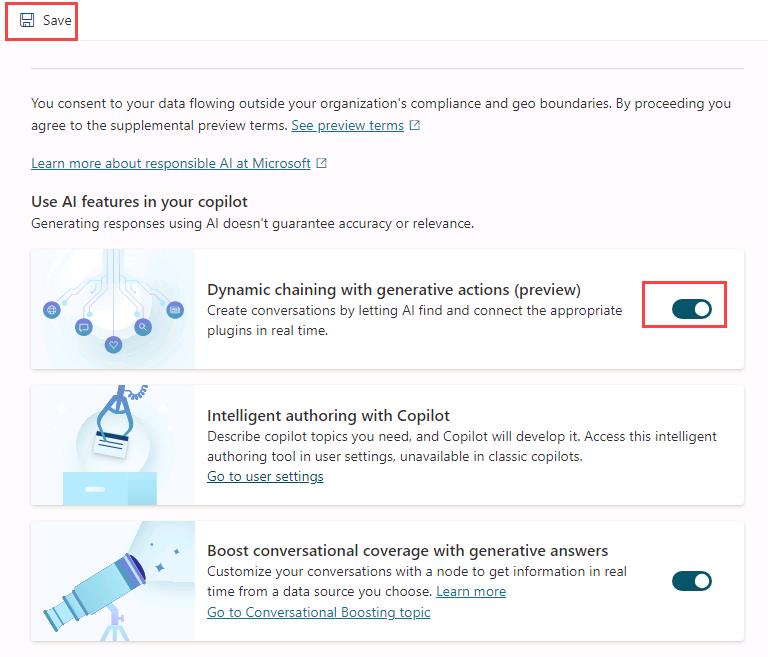 Save
You consent to your data flowing outside your organization's compliance and geo boundaries. By proceeding you
agree to the supplemental preview terms. See preview terms
Learn more about responsible AI at Microsoft
Use AI features in your copilot
Generating responses using AI doesn't guarantee accuracy or relevance.
Dynamic chaining with generative actions (preview)
Create conversations by letting AI find and connect the appropriate
plugins in real time.
Intelligent authoring with Copilot
Describe copilot topics you need, and Copilot will develop it. Access this intelligent
authoring tool in user settings, unavailable in classic copilots.
Go to user settings
Boost conversational coverage with generative answers
Customize your conversations with a node to get information in real
time from a data source you choose. Learn more
Go to Conversational Boosting topic